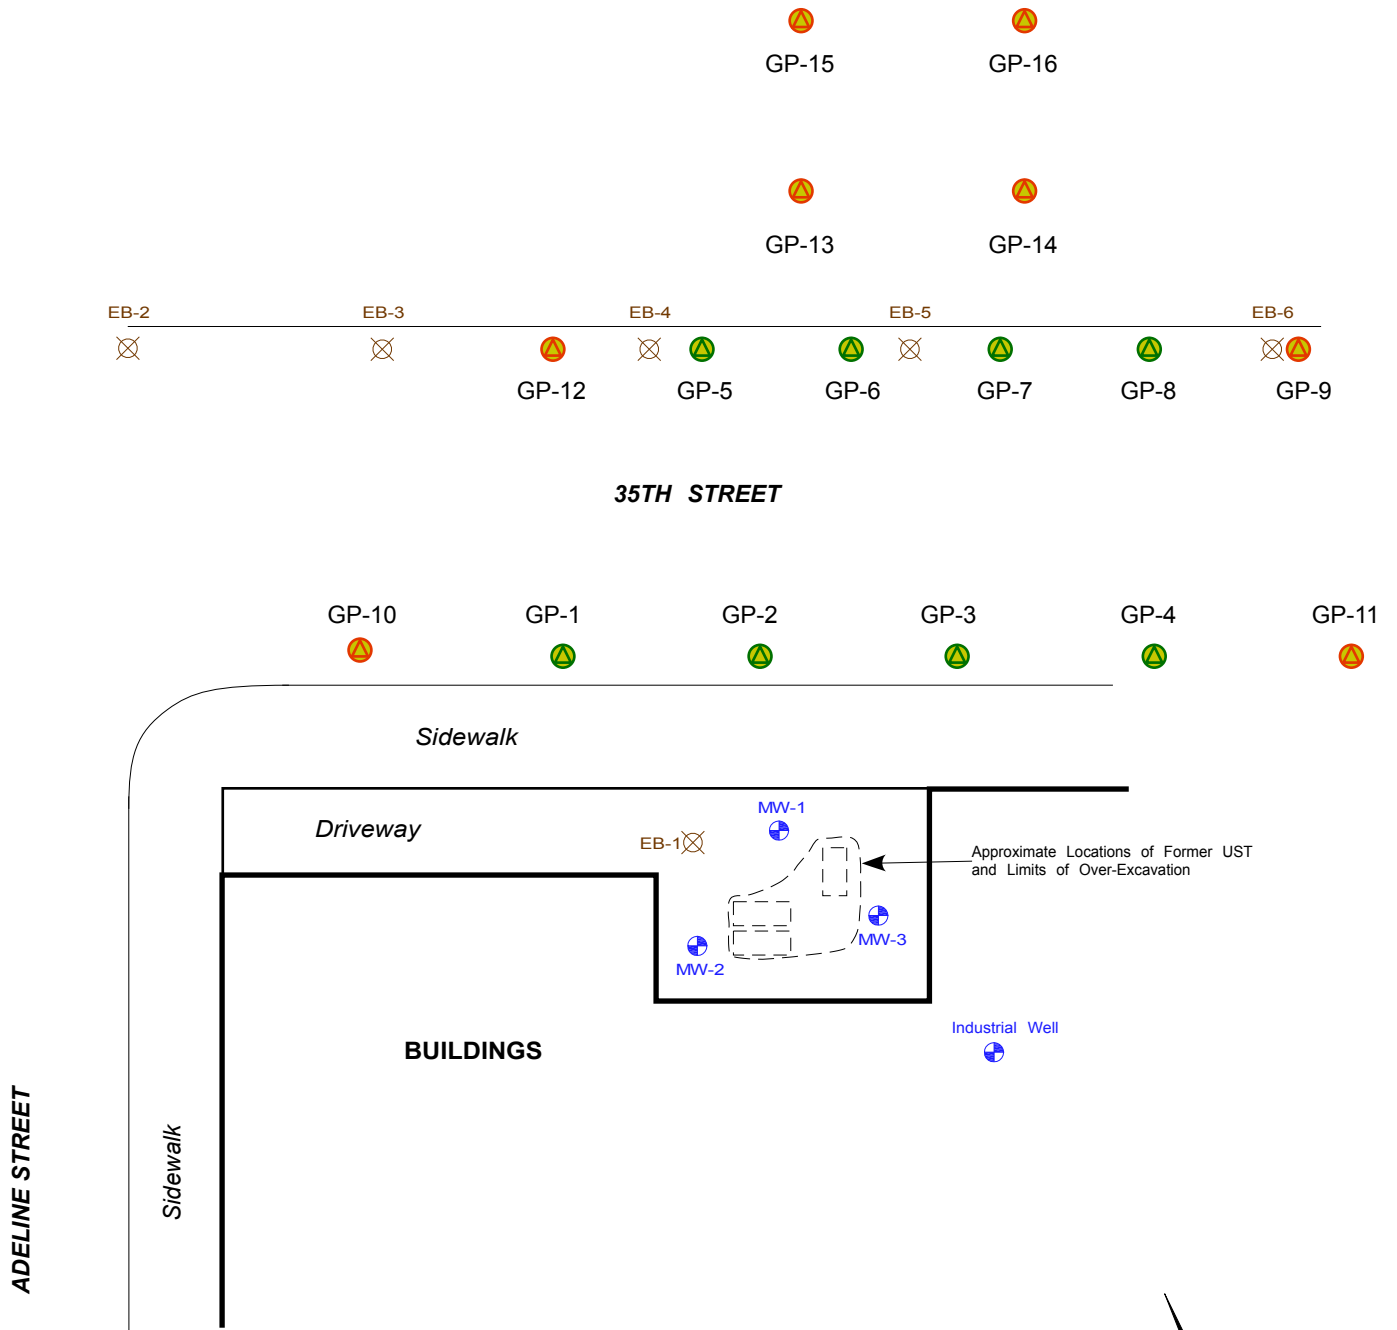 GP-15 GP-16
GP-13 GP-14
EB-2 EB-3 EB-4 EB-5 EB-6
GP-12 GP-5 GP-6 GP-7 GP-8 GP-9
35TH STREET
GP-10 GP-1 GP-2 GP-3 GP-4 GP-11
Sidewalk
MW-1
Driveway
EB-1
Approximate Locations of Former UST
and Limits of Over-Excavation
MW-3
MW-2
Industrial Well
BUILDINGS
ADELINE STREET
Sidewalk